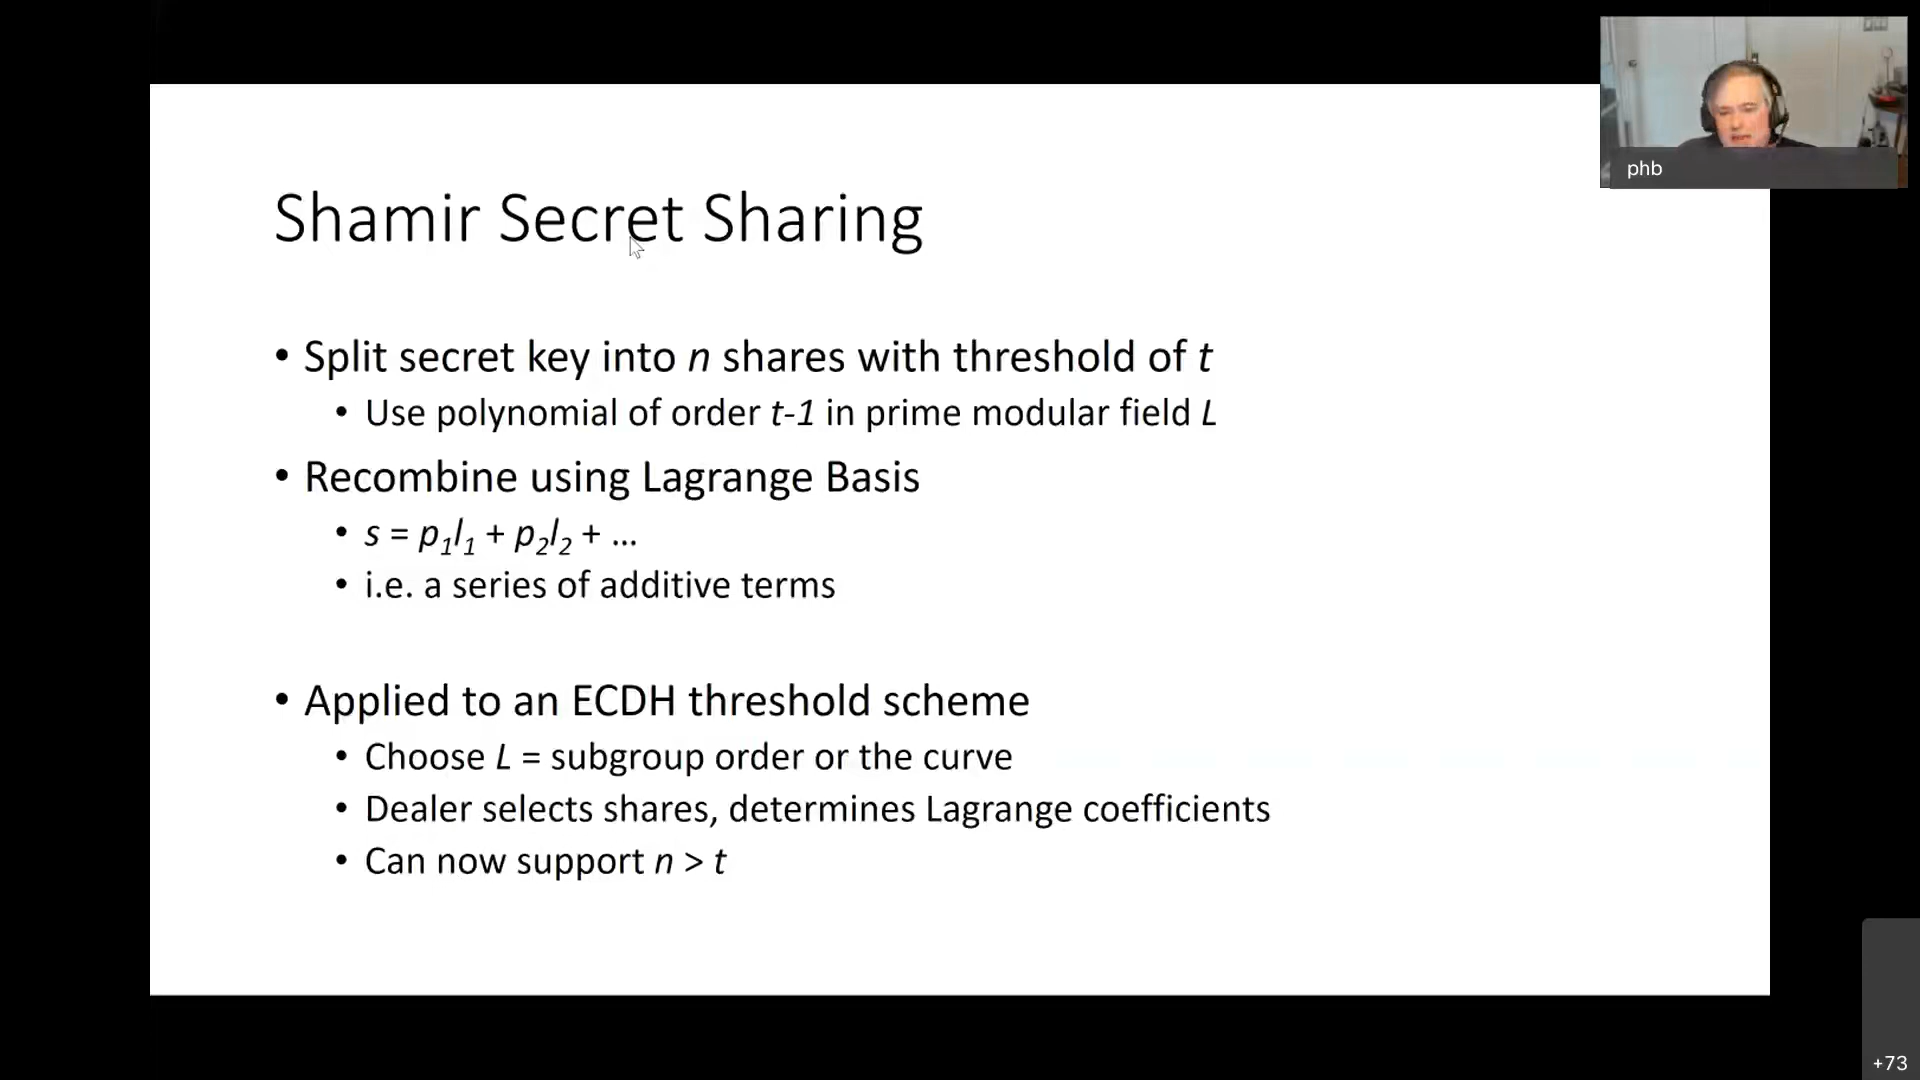 phb
Shamir Secret Sharing
• Split secret key into n shares with threshold of t
• Use polynomial of order t-1 in prime modular field L
• Recombine using Lagrange Basis
• s = p₁l₁ + p₂l₂ + …
• i.e. a series of additive terms
• Applied to an ECDH threshold scheme
• Choose L = subgroup order or the curve
• Dealer selects shares, determines Lagrange coefficients
• Can now support n > t
+73